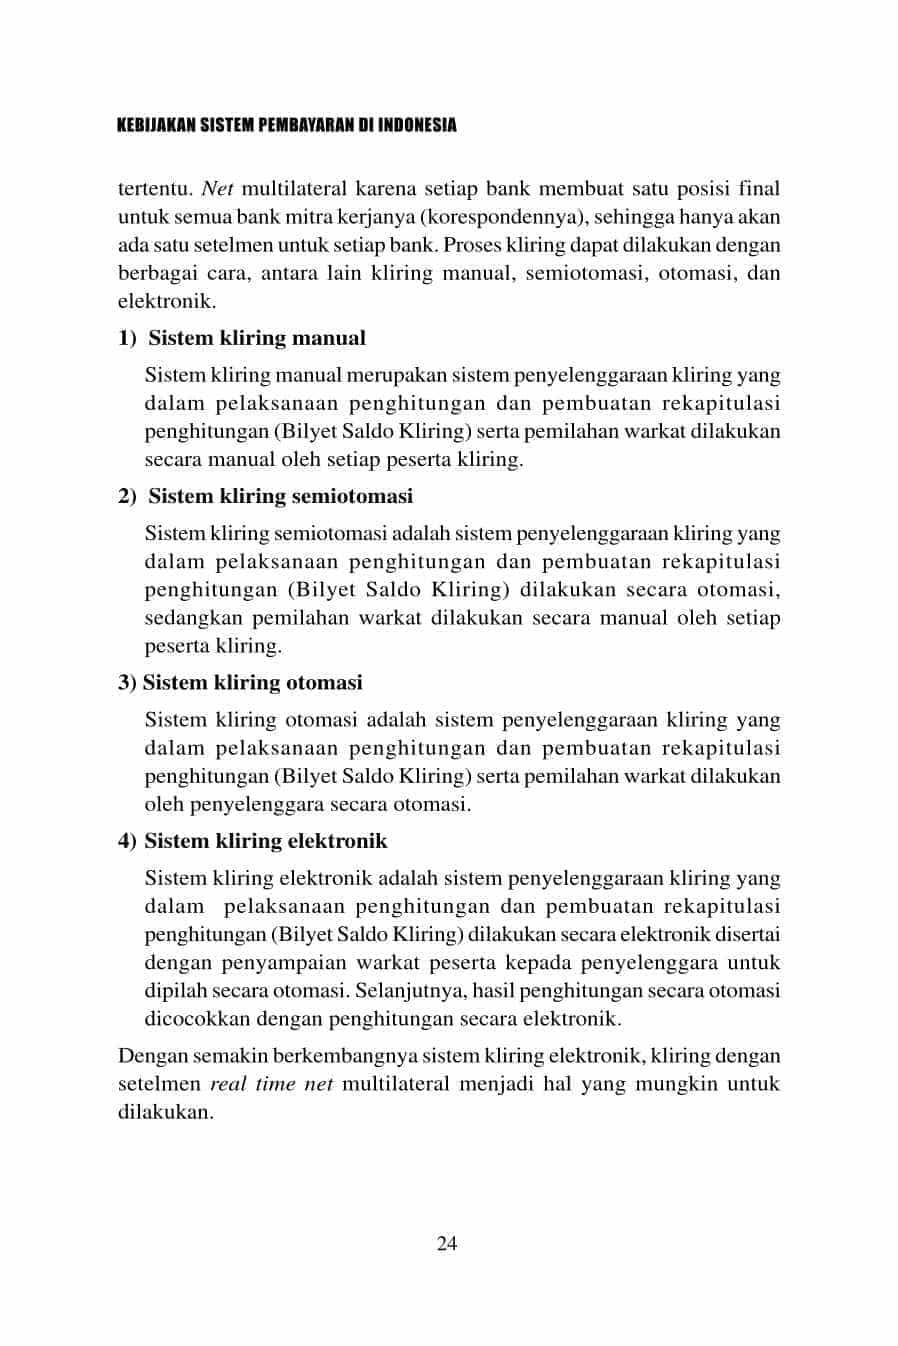 KEBIJAKAN SISTEM PEMBAYARAN DI INDONESIA
tertentu. Net multilateral karena setiap bank membuat satu posisi final
untuk semua bank mitra kerjanya (korespondennya), sehingga hanya akan
ada satu setelmen untuk setiap bank. Proses kliring dapat dilakukan dengan
berbagai cara, antara lain kliring manual, semiotomasi, otomasi, dan
elektronik.
1) Sistem kliring manual
Sistem kliring manual merupakan sistem penyelenggaraan kliring yang
dalam pelaksanaan penghitungan dan pembuatan rekapitulasi
penghitungan (Bilyet Saldo Kliring) serta pemilahan warkat dilakukan
secara manual oleh setiap peserta kliring.
2) Sistem kliring semiotomasi
Sistem kliring semiotomasi adalah sistem penyelenggaraan kliring yang
dalam pelaksanaan penghitungan dan pembuatan rekapitulasi
penghitungan (Bilyet Saldo Kliring) dilakukan secara otomasi,
sedangkan pemilahan warkat dilakukan secara manual oleh setiap
peserta kliring.
3) Sistem kliring otomasi
Sistem kliring otomasi adalah sistem penyelenggaraan kliring yang
dalam pelaksanaan penghitungan dan pembuatan rekapitulasi
penghitungan (Bilyet Saldo Kliring) serta pemilahan warkat dilakukan
oleh penyelenggara secara otomasi.
4) Sistem kliring elektronik
Sistem kliring elektronik adalah sistem penyelenggaraan kliring yang
dalam pelaksanaan penghitungan dan pembuatan rekapitulasi
penghitungan (Bilyet Saldo Kliring) dilakukan secara elektronik disertai
dengan penyampaian warkat peserta kepada penyelenggara untuk
dipilah secara otomasi. Selanjutnya, hasil penghitungan secara otomasi
dicocokkan dengan penghitungan secara elektronik.
Dengan semakin berkembangnya sistem kliring elektronik, kliring dengan
setelmen real time net multilateral menjadi hal yang mungkin untuk
dilakukan.
24